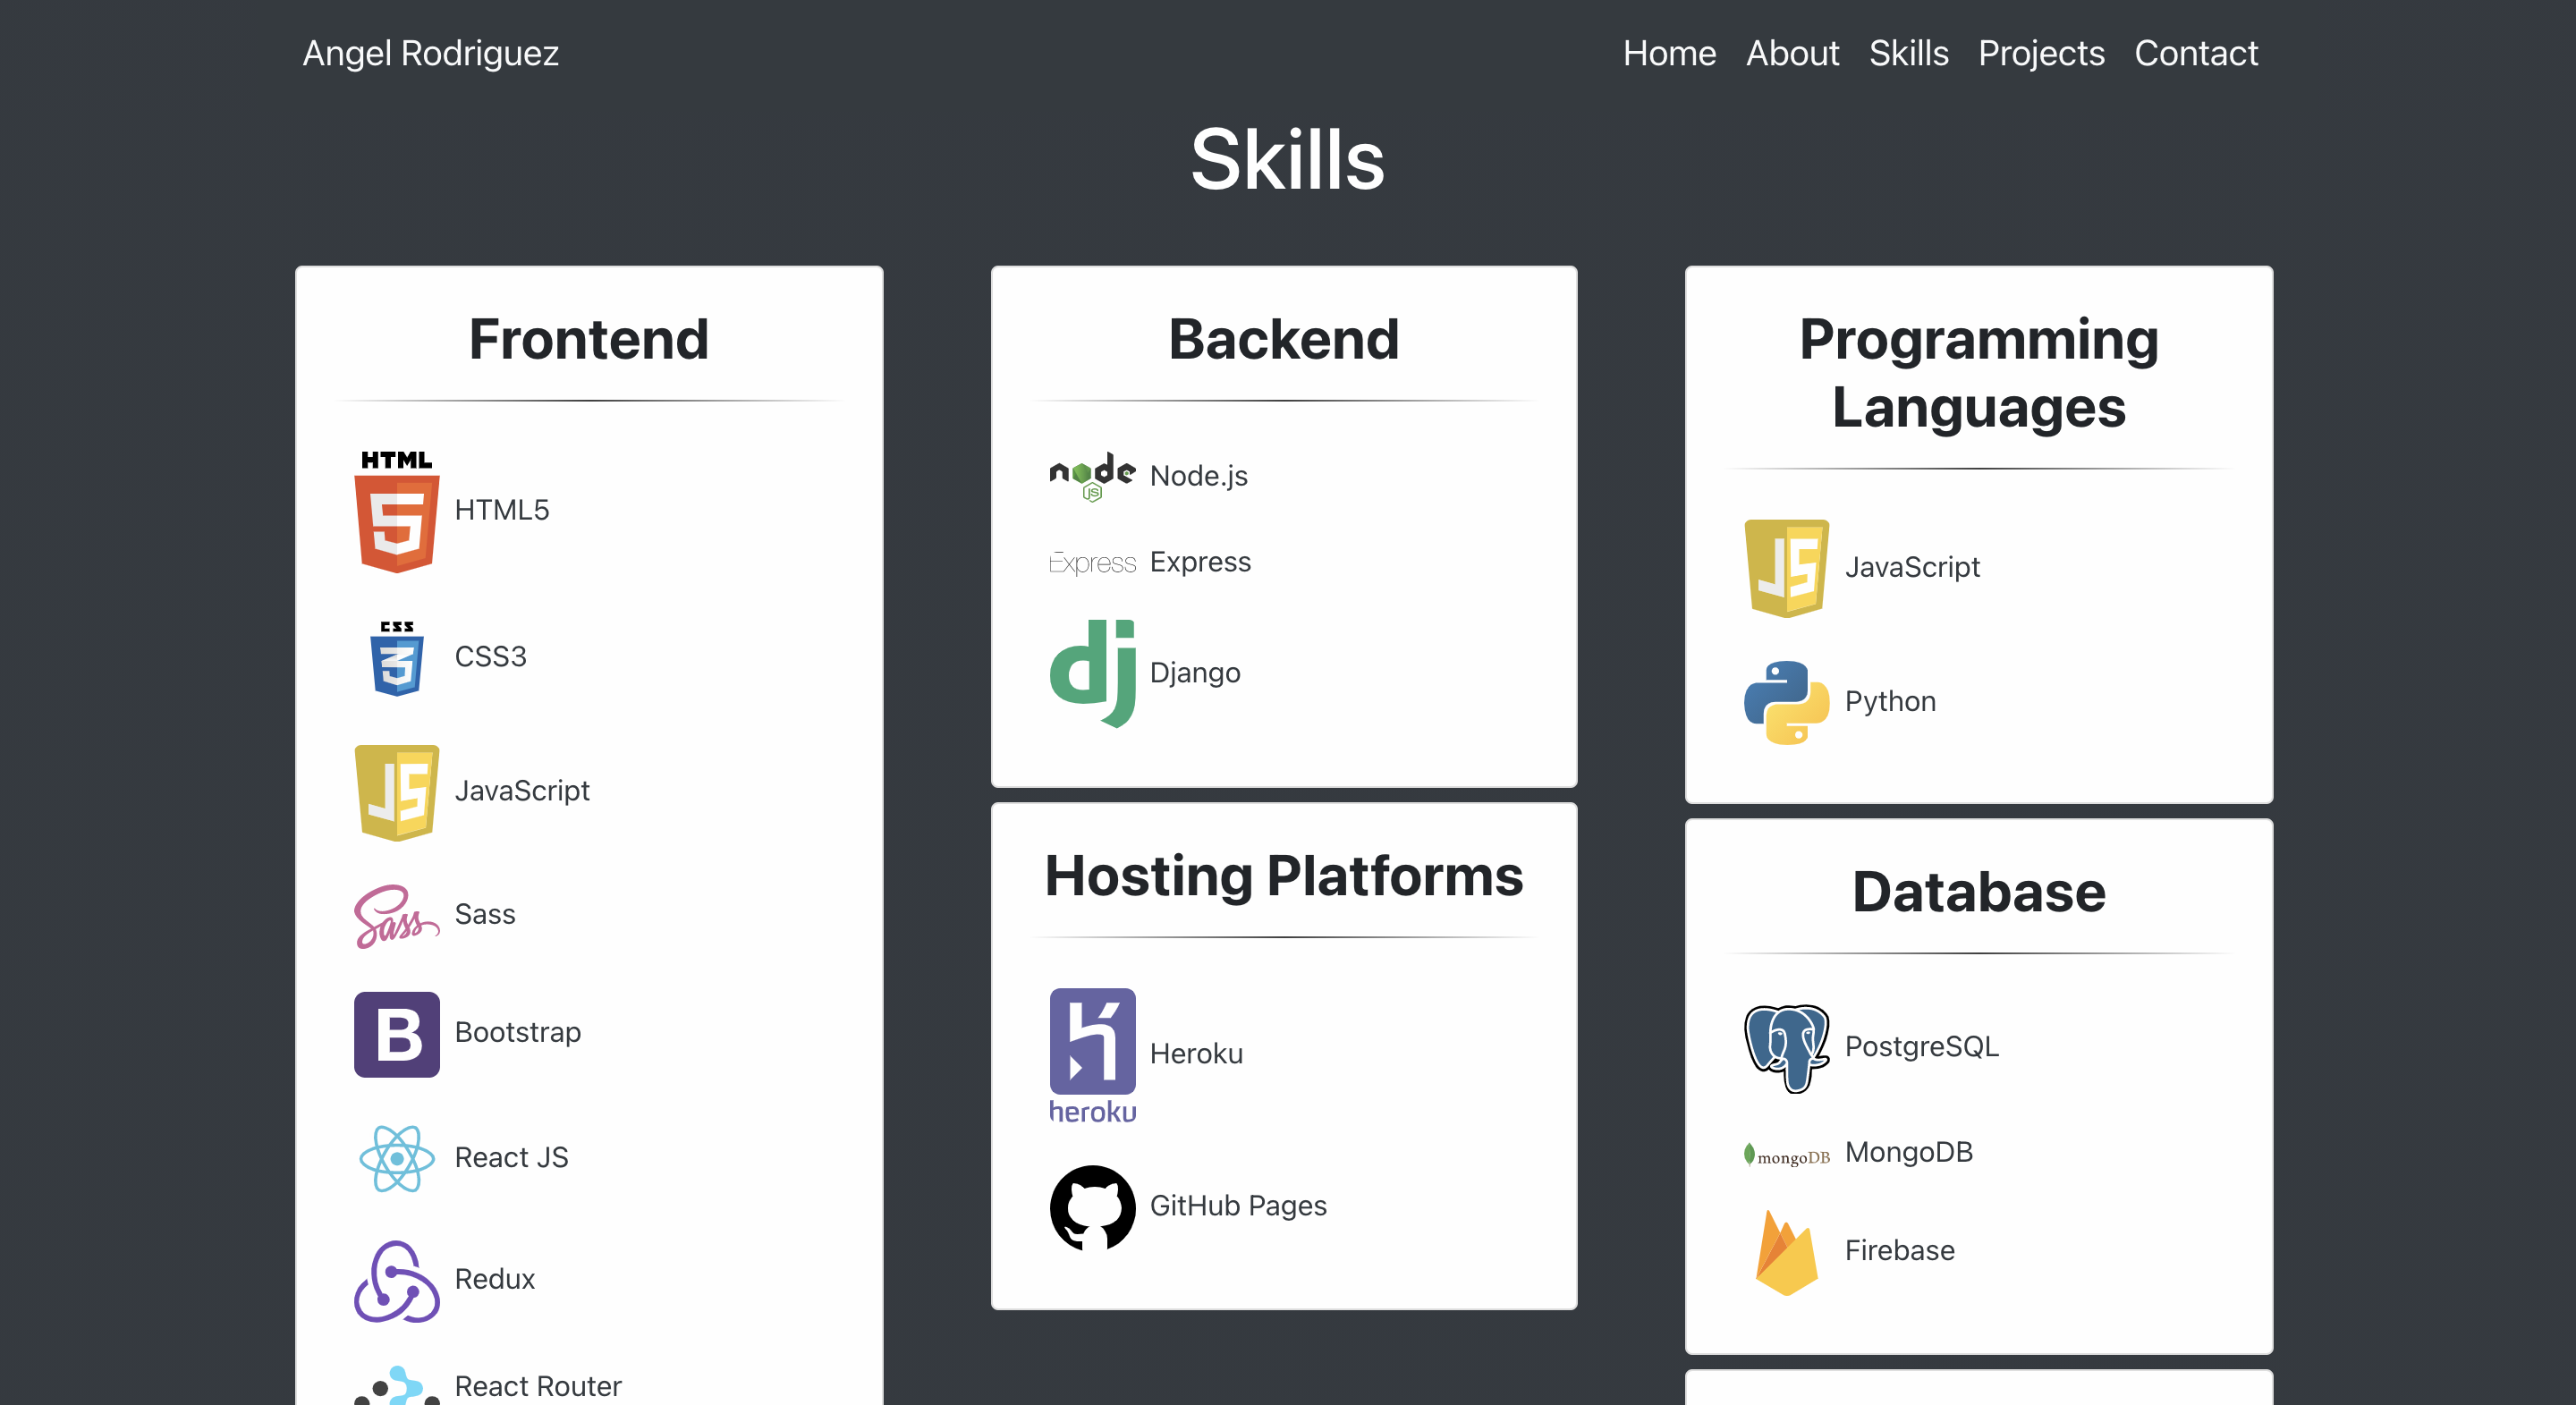 Angel Rodriguez
Home About Skills Projects Contact
Skills
Frontend
HTML
5
HTML5
CSS
3
CSS3
JS
JavaScript
Sass
Sass
B
Bootstrap
React JS
Redux
React Router
Backend
node
JS
Node.js
Express
Express
dj
Django
Hosting Platforms
heroku
Heroku
GitHub Pages
Programming
Languages
JS
JavaScript
Python
Database
PostgreSQL
mongoDB
MongoDB
Firebase